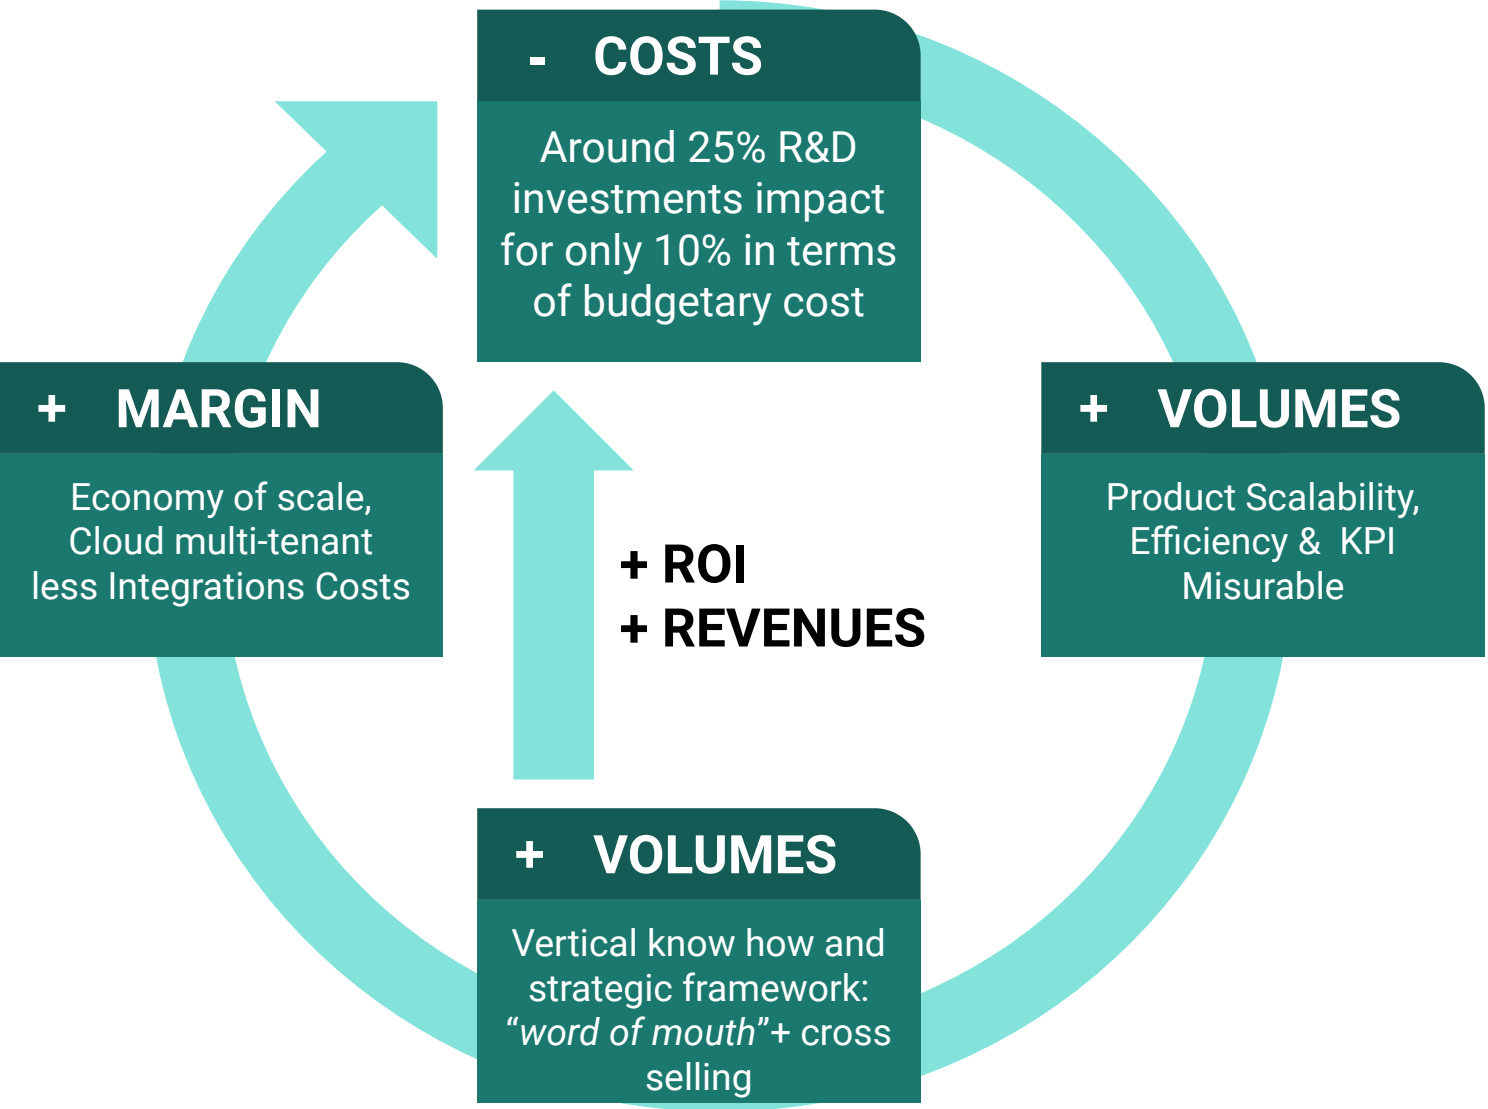 - COSTS
Around 25% R&D
investments impact
for only 10% in terms
of budgetary cost
+ MARGIN
Economy of scale,
Cloud multi-tenant
less Integrations Costs
+ VOLUMES
Product Scalability,
Efficiency & KPI
Misurable
+ ROI
+ REVENUES
+ VOLUMES
Vertical know how and
strategic framework:
“word of mouth”+ cross
selling